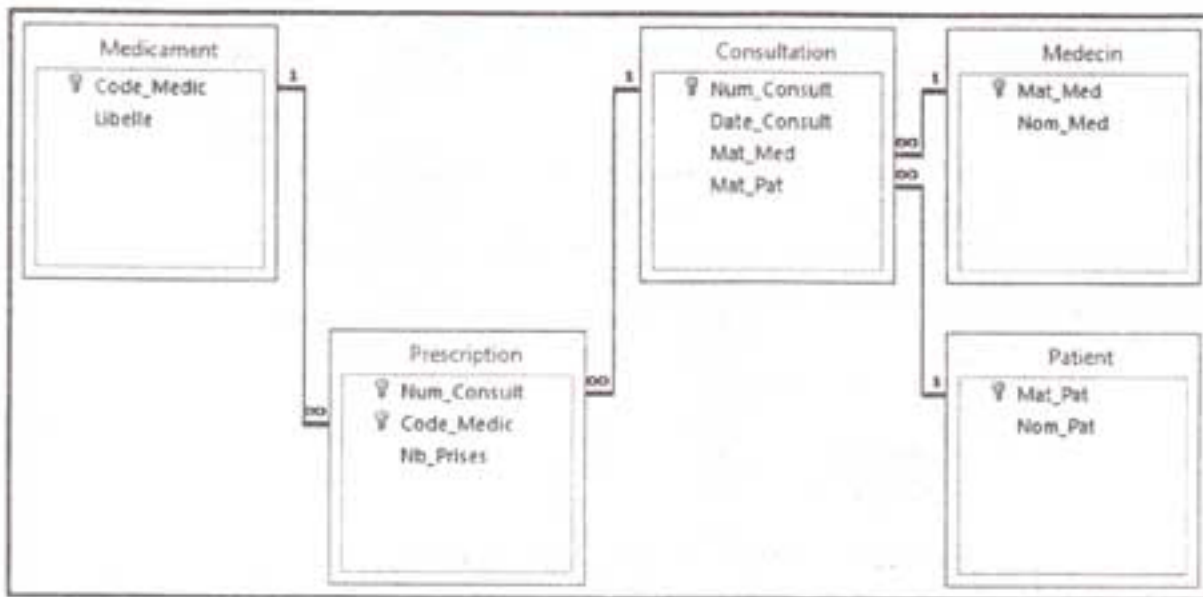 Medicament
Code_Medic
Libelle
1
∞
Prescription
Num_Consult
Code_Medic
Nb_Prises
∞
1
Consultation
Num_Consult
Date_Consult
Mat_Med
Mat_Pat
∞
∞
1
Medecin
Mat_Med
Nom_Med
1
Patient
Mat_Pat
Nom_Pat